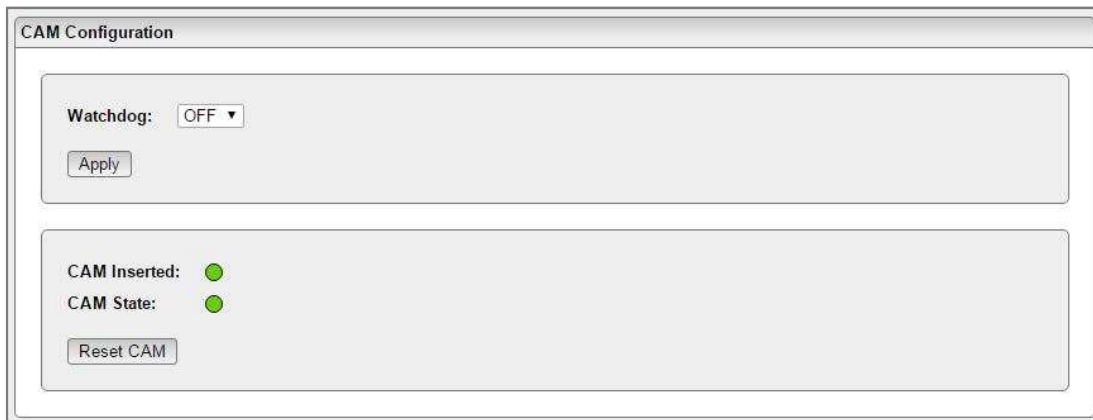 CAM Configuration
Watchdog: OFF
Apply
CAM Inserted:
CAM State:
Reset CAM